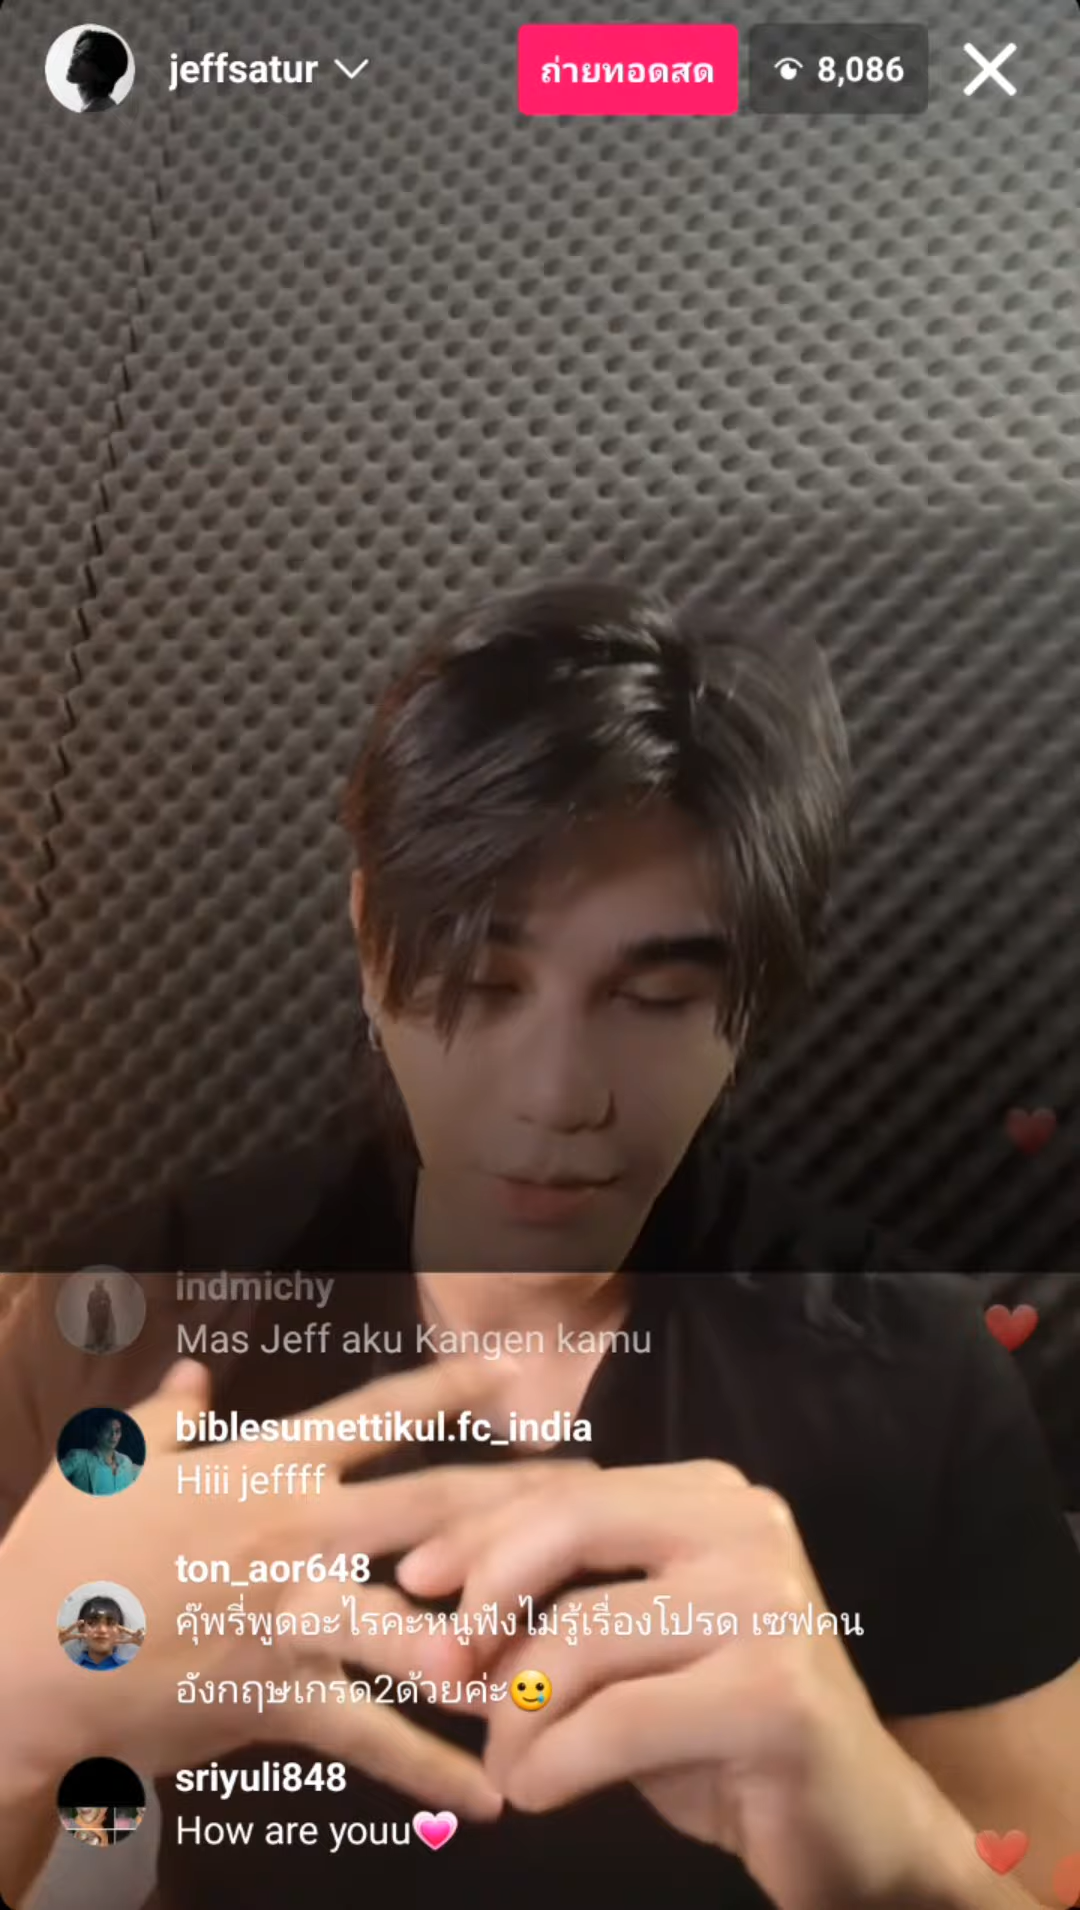 jeffsatur
ถ่ายทอดสด
8,086
indmichy
Mas Jeff aku Kangen kamu
biblesumettikul.fc_india
Hiii jeffff
ton_aor648
คุ๊พรี่พูดอะไรคะหนูฟังไม่รู้เรื่องโปรด เซฟคน
อังกฤษเกรด2ด้วยค่ะ🥲
sriyuli848
How are youu💗